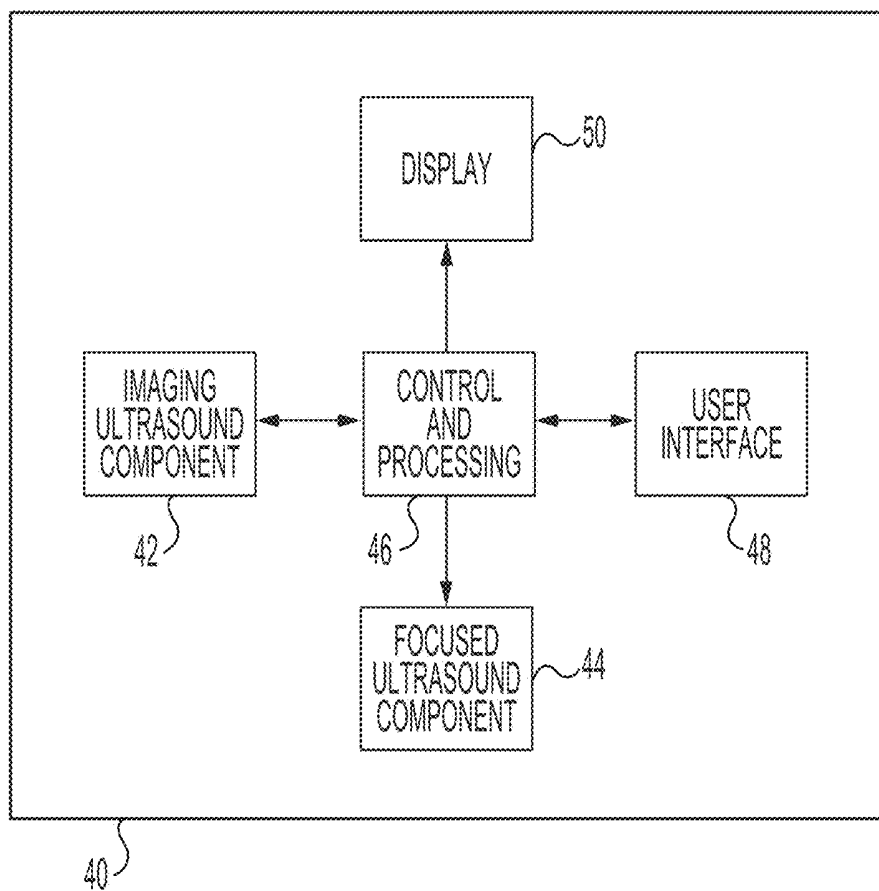 DISPLAY
50
IMAGING
ULTRASOUND
COMPONENT
42
CONTROL
AND
PROCESSING
46
USER
INTERFACE
48
FOCUSED
ULTRASOUND
COMPONENT
44
40